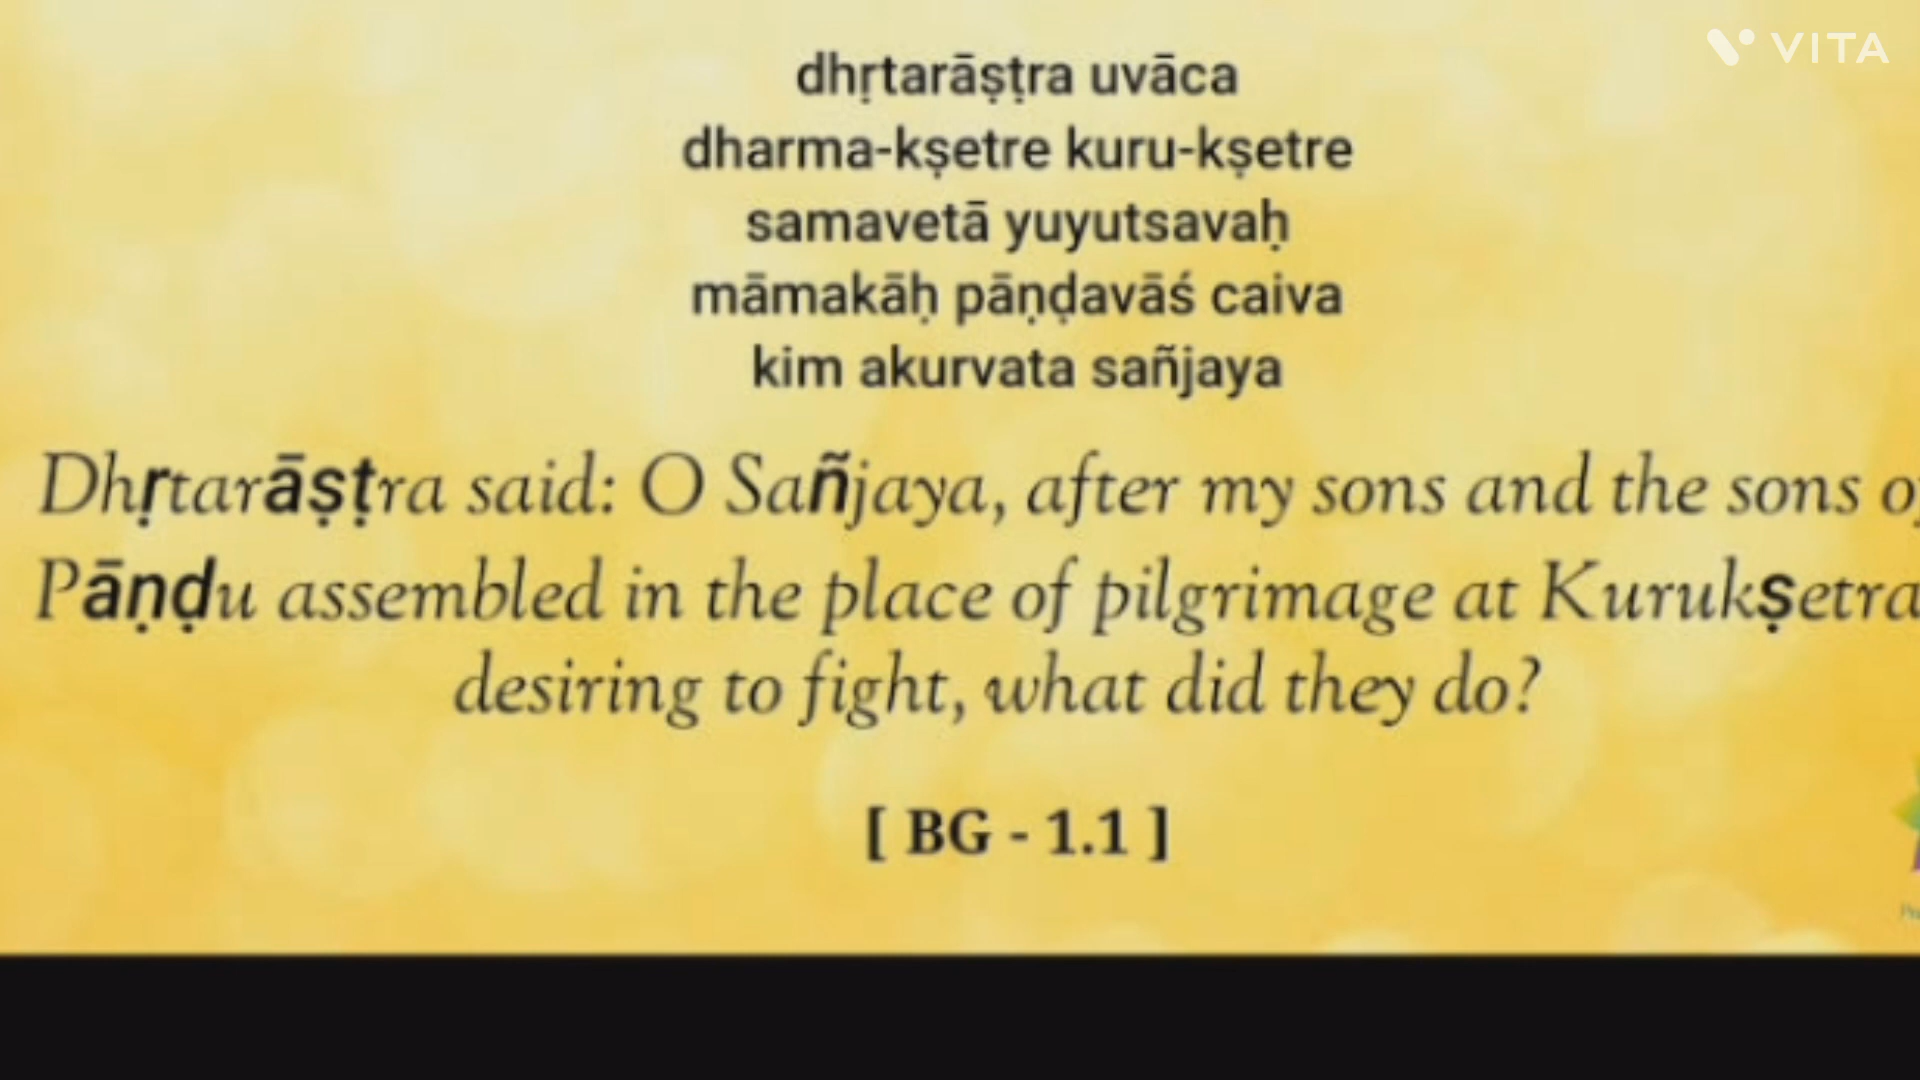 VITA
dhṛtarāṣṭra uvāca
dharma-kṣetre kuru-kṣetre
samavetā yuyutsavaḥ
māmakāḥ pāṇḍavāś caiva
kim akurvata sañjaya
Dhṛtarāṣṭra said: O Sañjaya, after my sons and the sons
Pāṇḍu assembled in the place of pilgrimage at Kurukṣetra
desiring to fight, what did they do?
[ BG - 1.1 ]